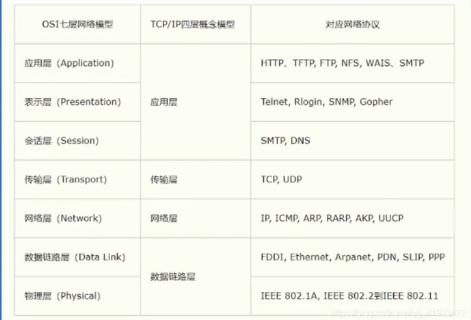 OSI七层网络模型 TCP/IP四层概念模型 对应网络协议
应用层 (Application) 应用层 HTTP、TFTP, FTP, NFS, WAIS、SMTP
表示层 (Presentation) Telnet, Rlogin, SNMP, Gopher
会话层 (Session) SMTP, DNS
传输层 (Transport) 传输层 TCP, UDP
网络层 (Network) 网络层 IP, ICMP, ARP, RARP, AKP, UUCP
数据链路层 (Data Link) 数据链路层 FDDI, Ethernet, Arpanet, PDN, SLIP, PPP
物理层 (Physical) IEEE 802.1A, IEEE 802.2到IEEE 802.11